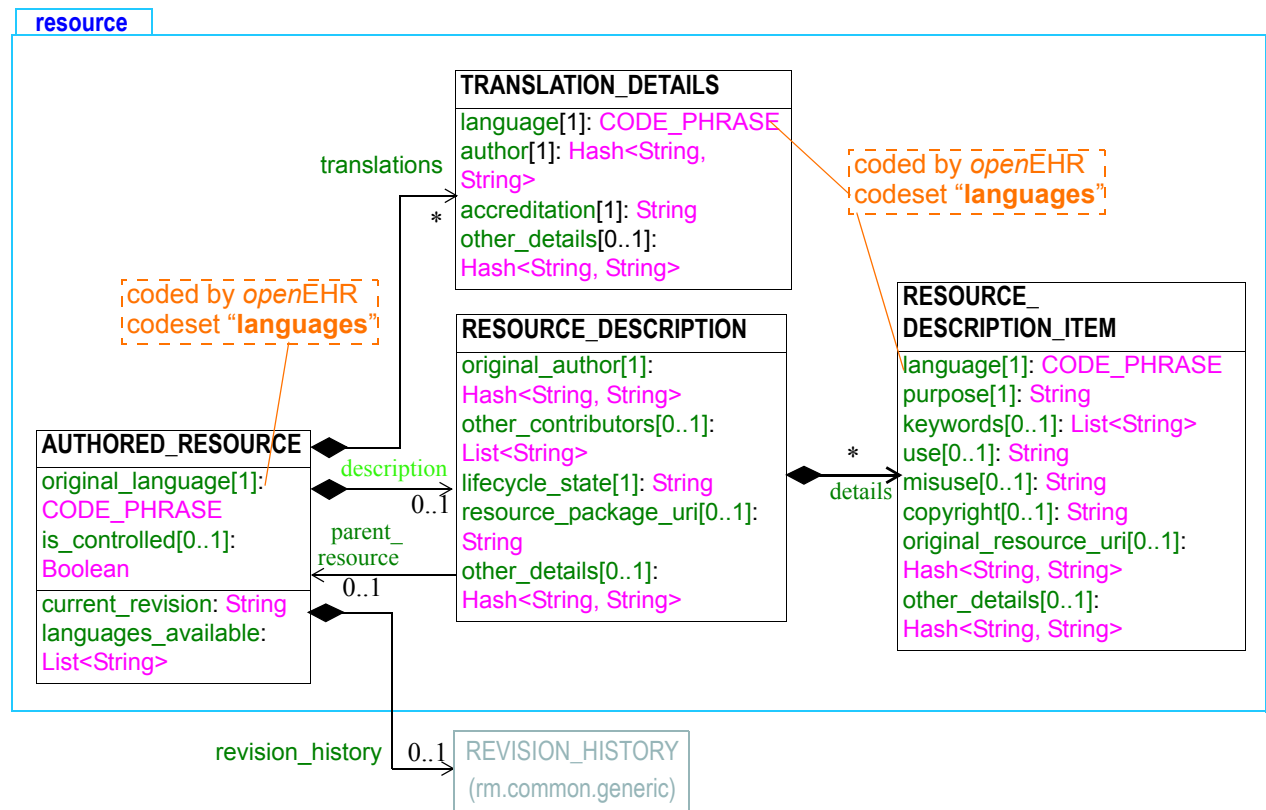 resource
TRANSLATION_DETAILS
language[1]: CODE_PHRASE
author[1]: Hash<String,
String>
accreditation[1]: String
other_details[0..1]:
Hash<String, String>
translations
*
coded by openEHR
codeset “languages”
coded by openEHR
codeset “languages”
RESOURCE_DESCRIPTION
original_author[1]:
Hash<String, String>
other_contributors[0..1]:
List<String>
lifecycle_state[1]: String
resource_package_uri[0..1]:
String
other_details[0..1]:
Hash<String, String>
RESOURCE_
DESCRIPTION_ITEM
language[1]: CODE_PHRASE
purpose[1]: String
keywords[0..1]: List<String>
use[0..1]: String
misuse[0..1]: String
copyright[0..1]: String
original_resource_uri[0..1]:
Hash<String, String>
other_details[0..1]:
Hash<String, String>
*
details
AUTHORED_RESOURCE
original_language[1]:
CODE_PHRASE
is_controlled[0..1]:
Boolean
current_revision: String
languages_available:
List<String>
description
0..1
parent_
resource
0..1
revision_history
0..1
REVISION_HISTORY
(rm.common.generic)